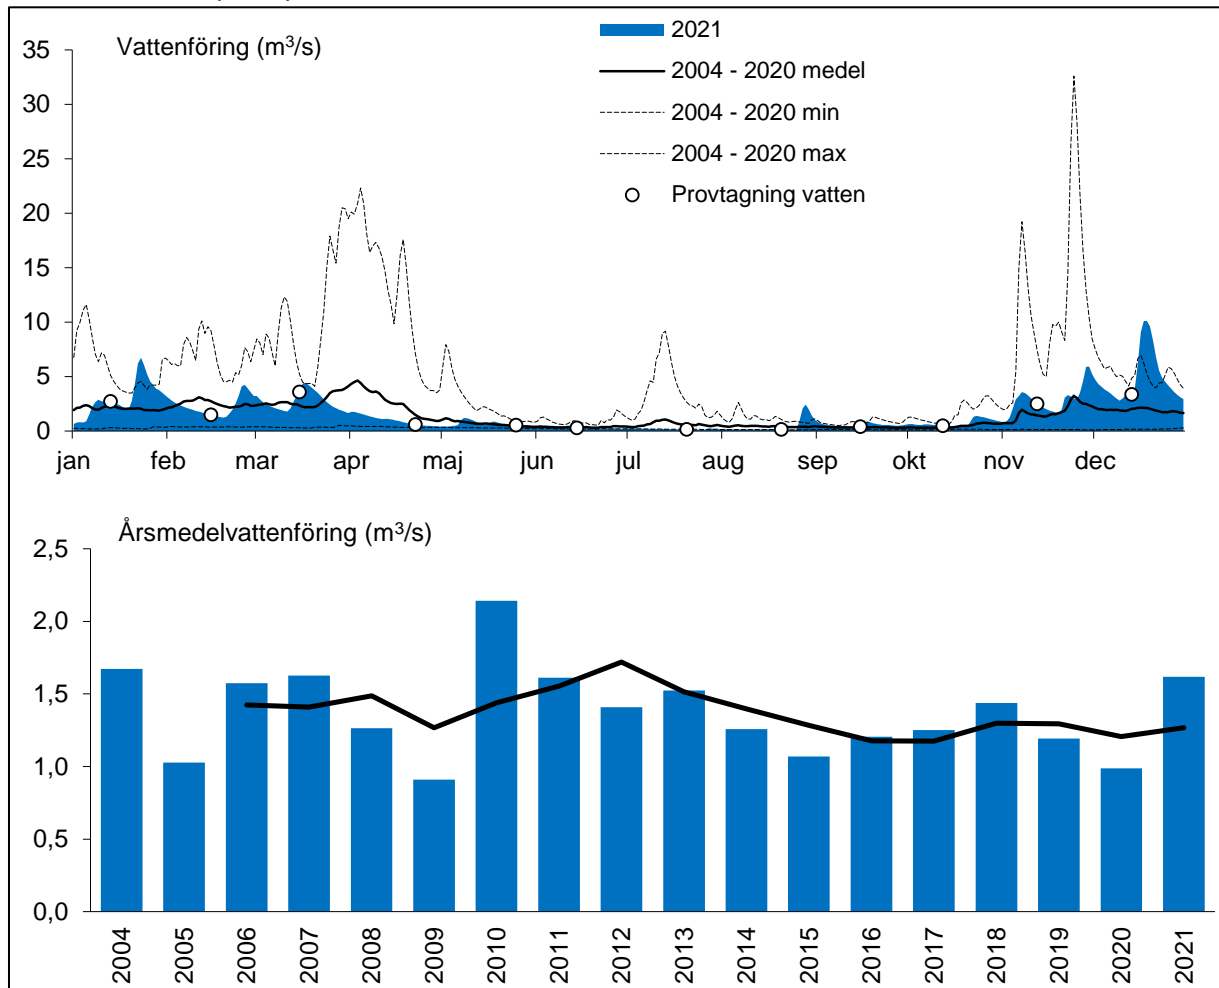 Vattenföring (m³/s)
2021
2004 - 2020 medel
2004 - 2020 min
2004 - 2020 max
Provtagning vatten
35
30
25
20
15
10
5
0
jan feb mar apr maj jun jul aug sep okt nov dec
Årsmedelvattenföring (m³/s)
2,5
2,0
1,5
1,0
0,5
0,0
2004 2005 2006 2007 2008 2009 2010 2011 2012 2013 2014 2015 2016 2017 2018 2019 2020 2021